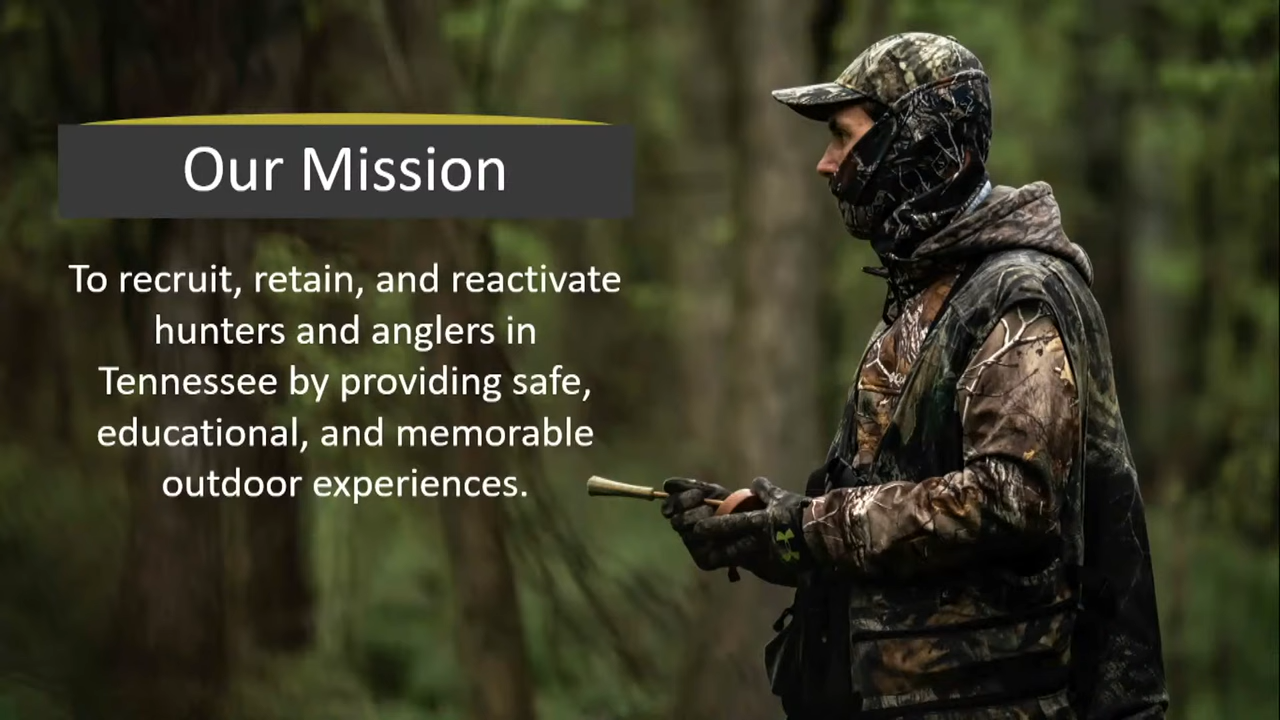 Our Mission
To recruit, retain, and reactivate
hunters and anglers in
Tennessee by providing safe,
educational, and memorable
outdoor experiences.